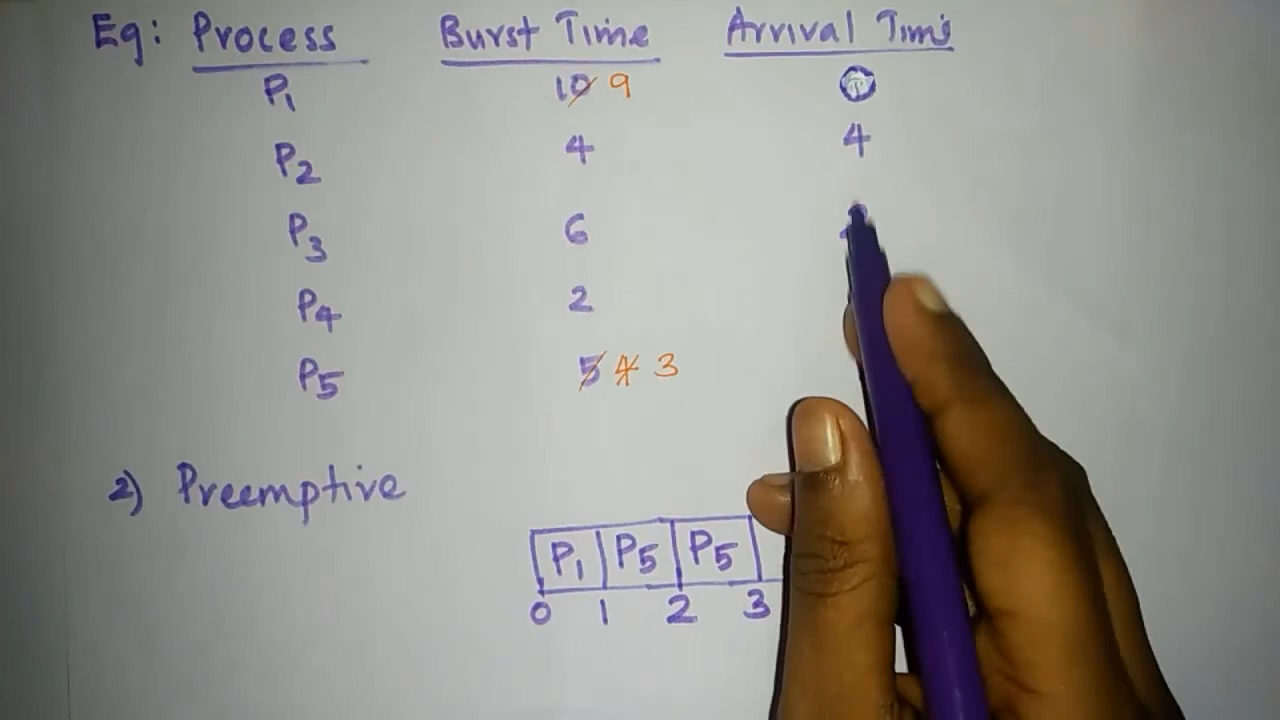 Eg: Process Burst Time Arrival Time
P1 10 9 0
P2 4 4
P3 6
P4 2
P5 5 4 3
2) Preemptive
P1 P5 P5
0 1 2 3